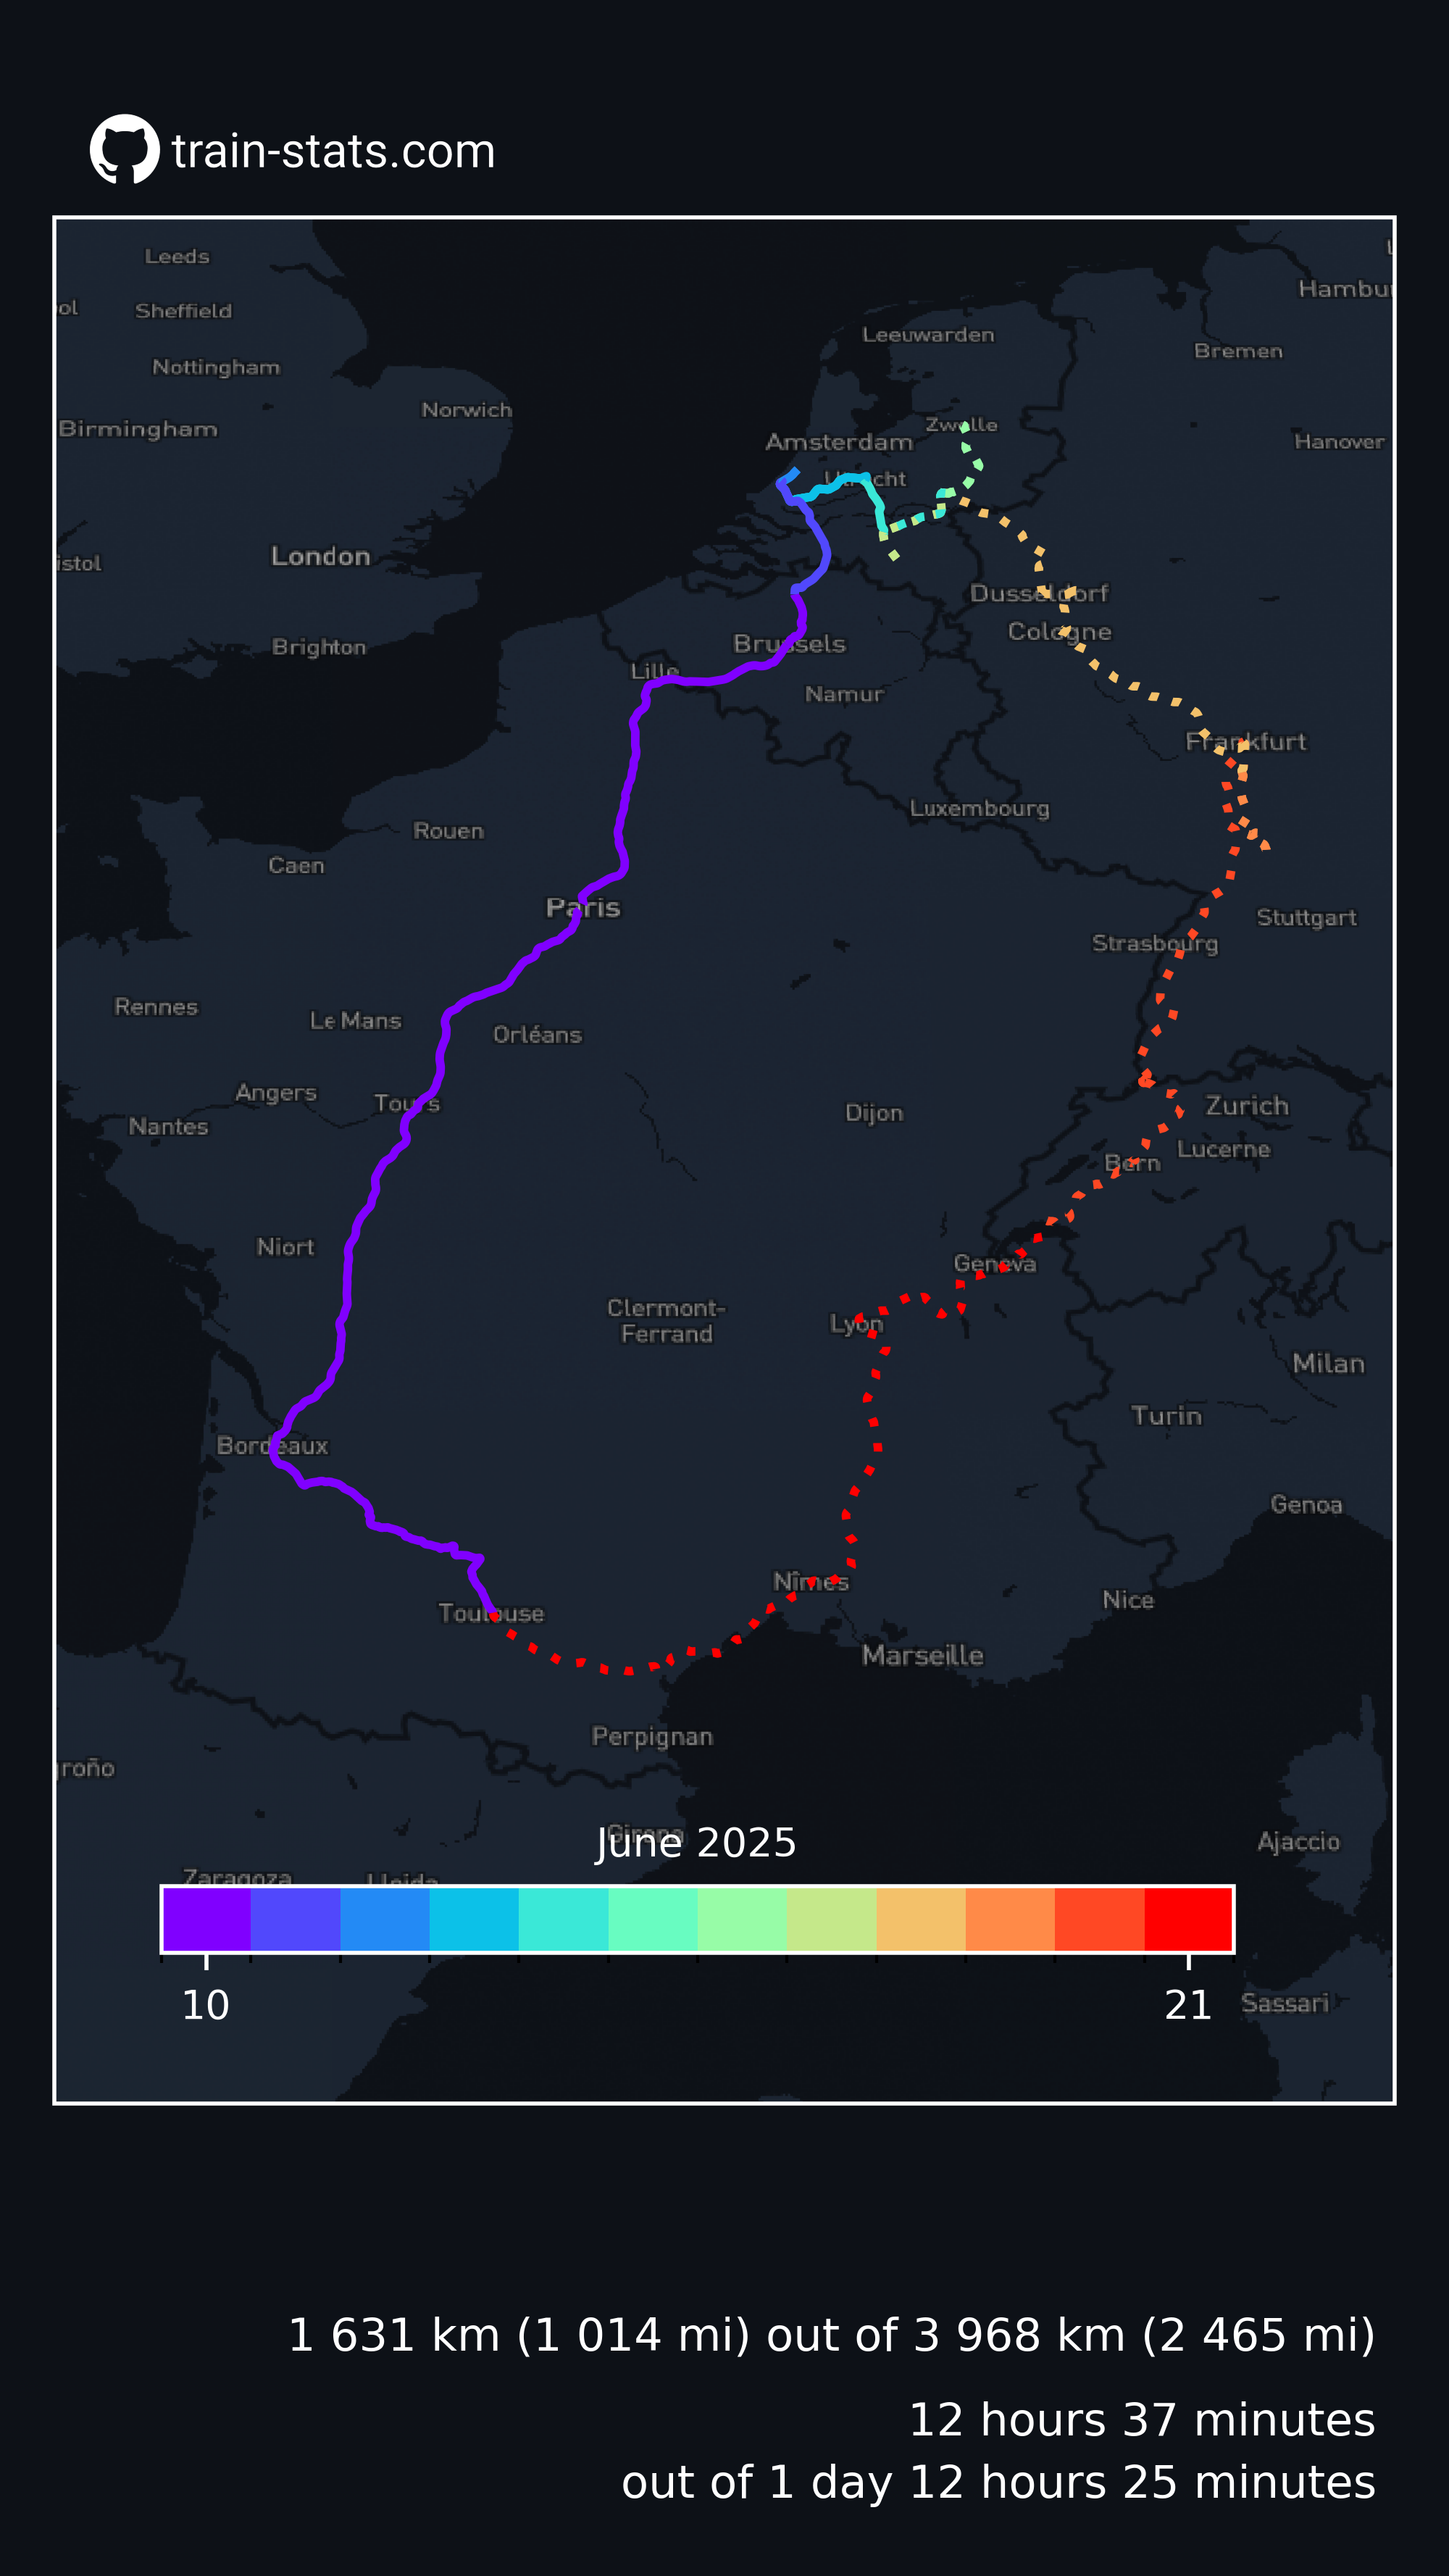 train-stats.com
Leeds
Hambu
ol
Sheffield
Leeuwarden
Bremen
Nottingham
Norwich
Zwolle
Birmingham
Amsterdam
Hanover
Utrecht
London
istol
Dusseldorf
Cologne
Brighton
Brussels
Lille
Namur
Frankfurt
Luxembourg
Rouen
Caen
Paris
Stuttgart
Strasbourg
Rennes
Le Mans
Orléans
Angers
Tours
Zurich
Dijon
Nantes
Lucerne
Bern
Niort
Geneva
Clermont-
Ferrand
Lyon
Milan
Turin
Bordeaux
Genoa
Nîmes
Nice
Toulouse
Marseille
Perpignan
groño
Girona
June 2025
Ajaccio
Zaragoza
Lleida
10
21
Sassari
1 631 km (1 014 mi) out of 3 968 km (2 465 mi)
12 hours 37 minutes
out of 1 day 12 hours 25 minutes